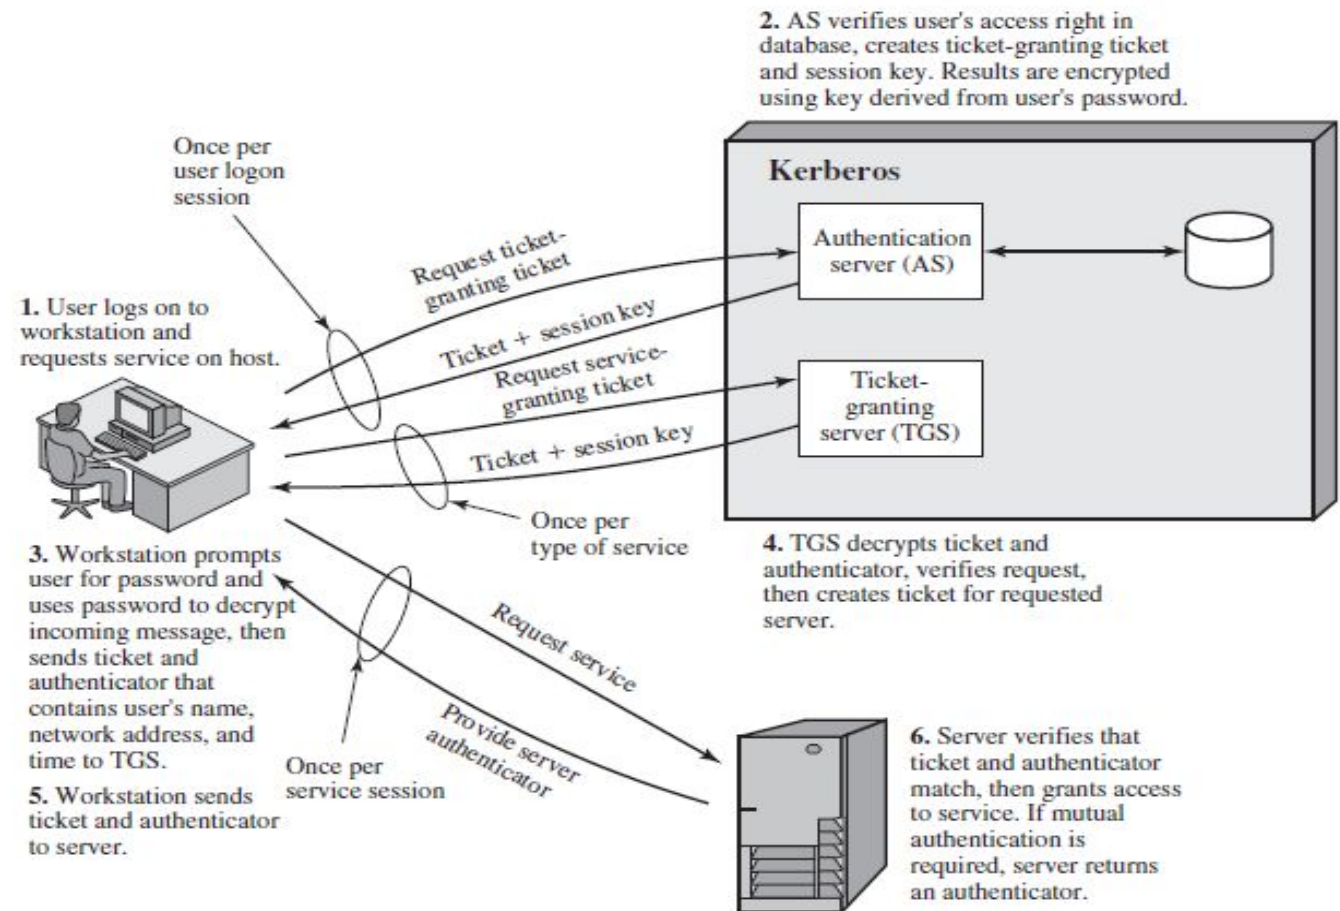 2. AS verifies user's access right in
database, creates ticket-granting ticket
and session key. Results are encrypted
using key derived from user's password.
Once per
user logon
session
Kerberos
Authentication
server (AS)
Request ticket-
granting ticket
1. User logs on to
workstation and
requests service on host.
Ticket + session key
Request service-
granting ticket
Ticket-
granting
server (TGS)
Ticket + session key
Once per
type of service
3. Workstation prompts
user for password and
uses password to decrypt
incoming message, then
sends ticket and
authenticator that
contains user's name,
network address, and
time to TGS.
4. TGS decrypts ticket and
authenticator, verifies request,
then creates ticket for requested
server.
Request service
Provide server
authenticator
Once per
service session
5. Workstation sends
ticket and authenticator
to server.
6. Server verifies that
ticket and authenticator
match, then grants access
to service. If mutual
authentication is
required, server returns
an authenticator.